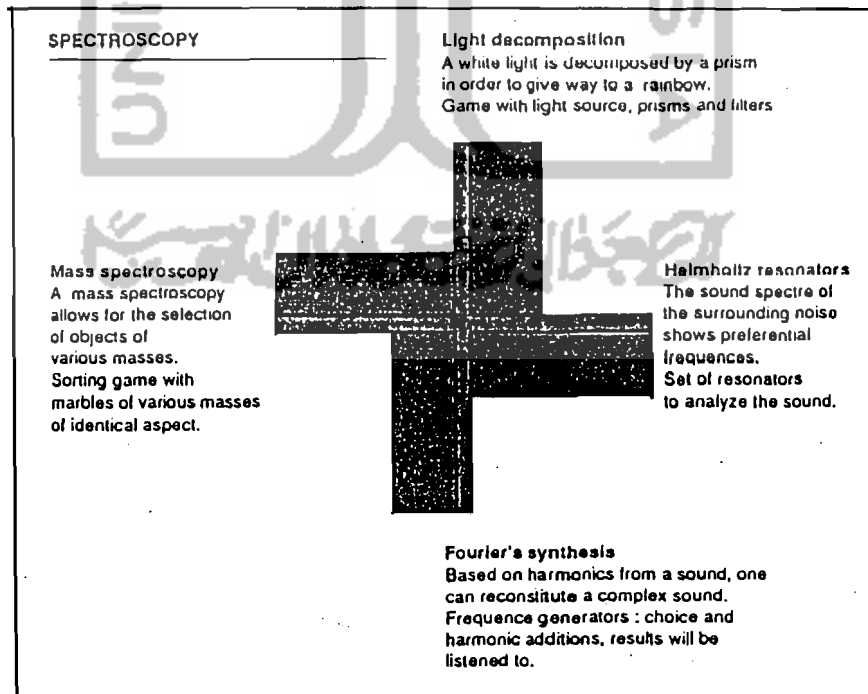 SPECTROSCOPY
Light decomposition
A white light is decomposed by a prism
in order to give way to a rainbow.
Game with light source, prisms and filters
Mass spectroscopy
A mass spectroscopy
allows for the selection
of objects of
various masses.
Sorting game with
marbles of various masses
of identical aspect.
Helmholtz resonators
The sound spectre of
the surrounding noise
shows preferential
frequences.
Set of resonators
to analyze the sound.
Fourier's synthesis
Based on harmonics from a sound, one
can reconstitute a complex sound.
Frequence generators : choice and
harmonic additions, results will be
listened to.